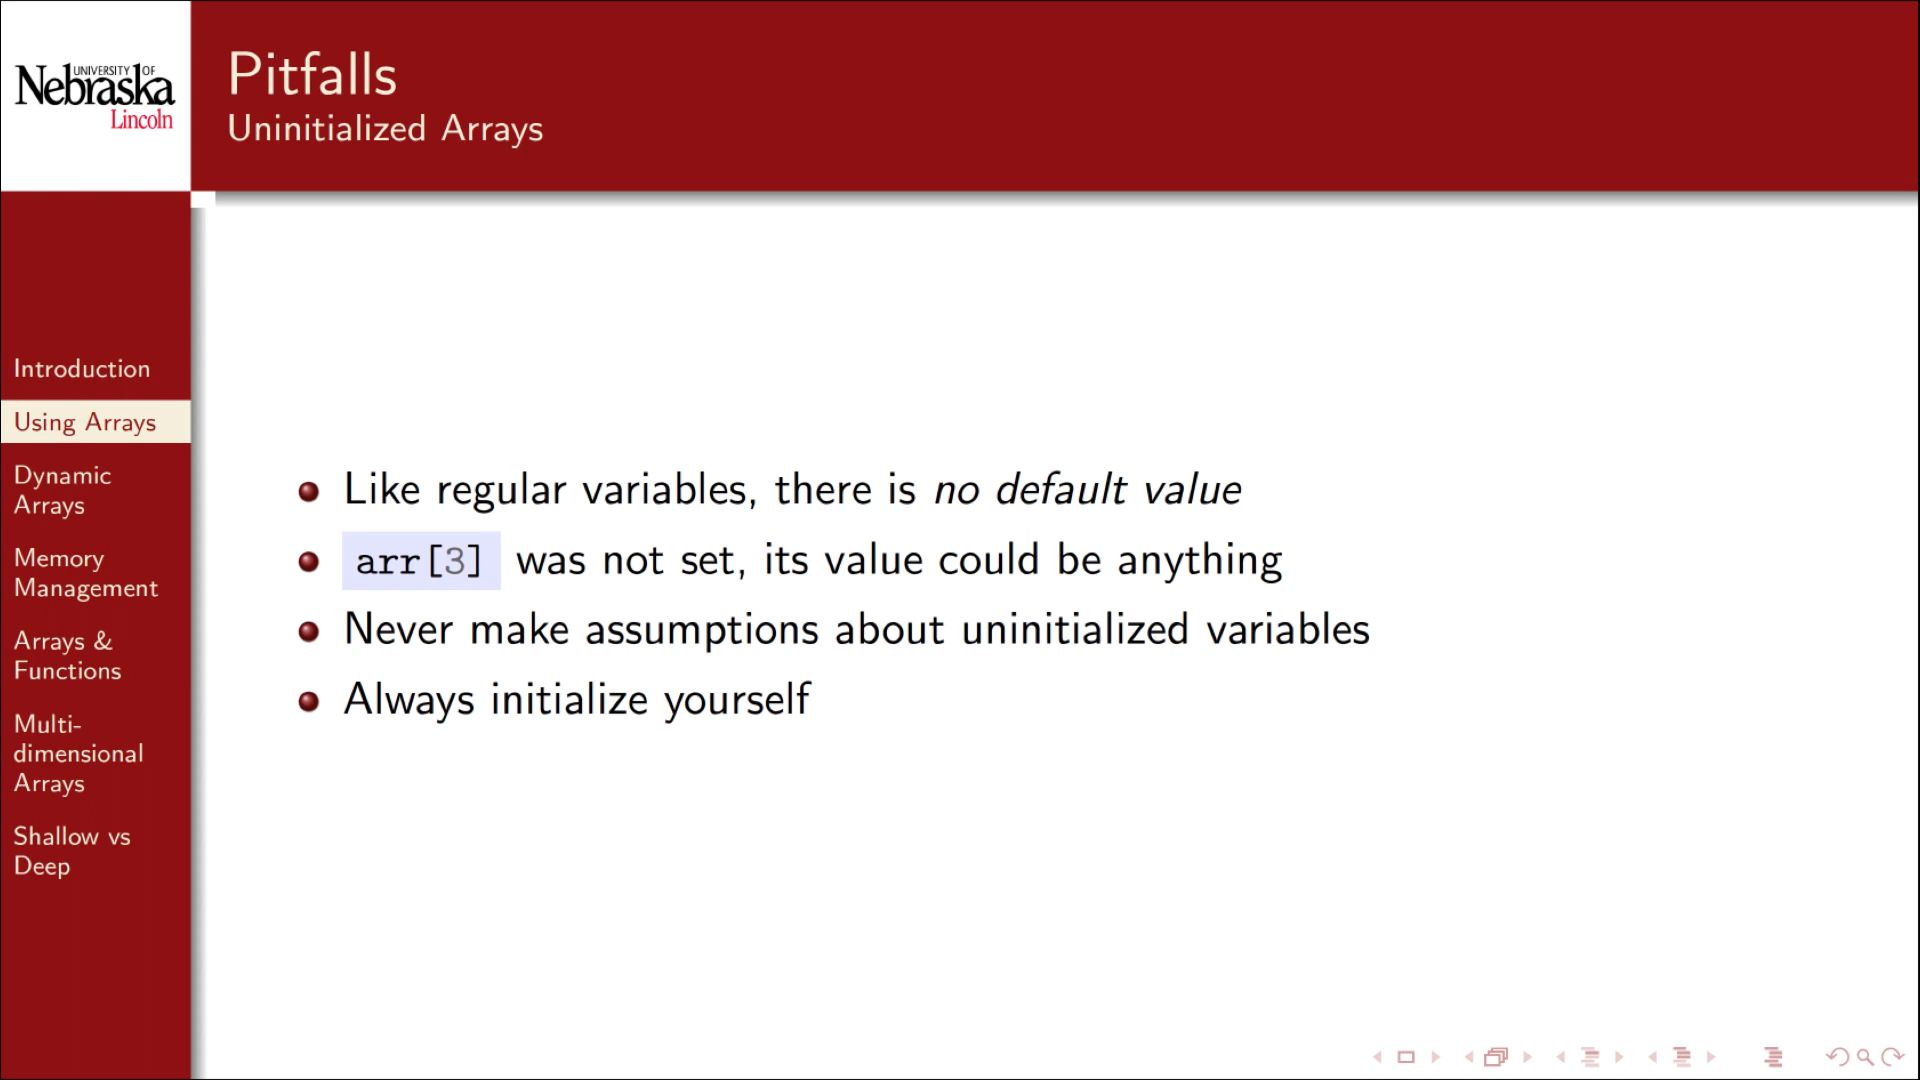 UNIVERSITY OF
Nebraska
Lincoln
Pitfalls
Uninitialized Arrays
Introduction
Using Arrays
Dynamic
Arrays
Memory
Management
Arrays &
Functions
Multi-
dimensional
Arrays
Shallow vs
Deep
Like regular variables, there is no default value
arr[3] was not set, its value could be anything
Never make assumptions about uninitialized variables
Always initialize yourself